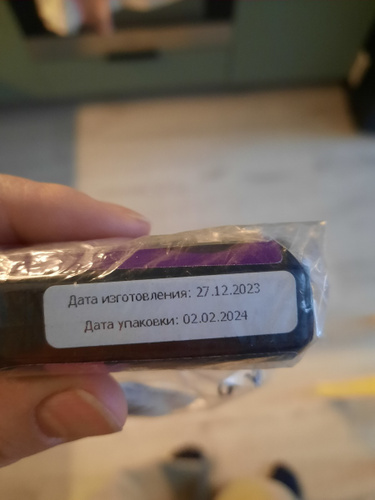 Дата изготовления: 27.12.2023
Дата упаковки: 02.02.2024